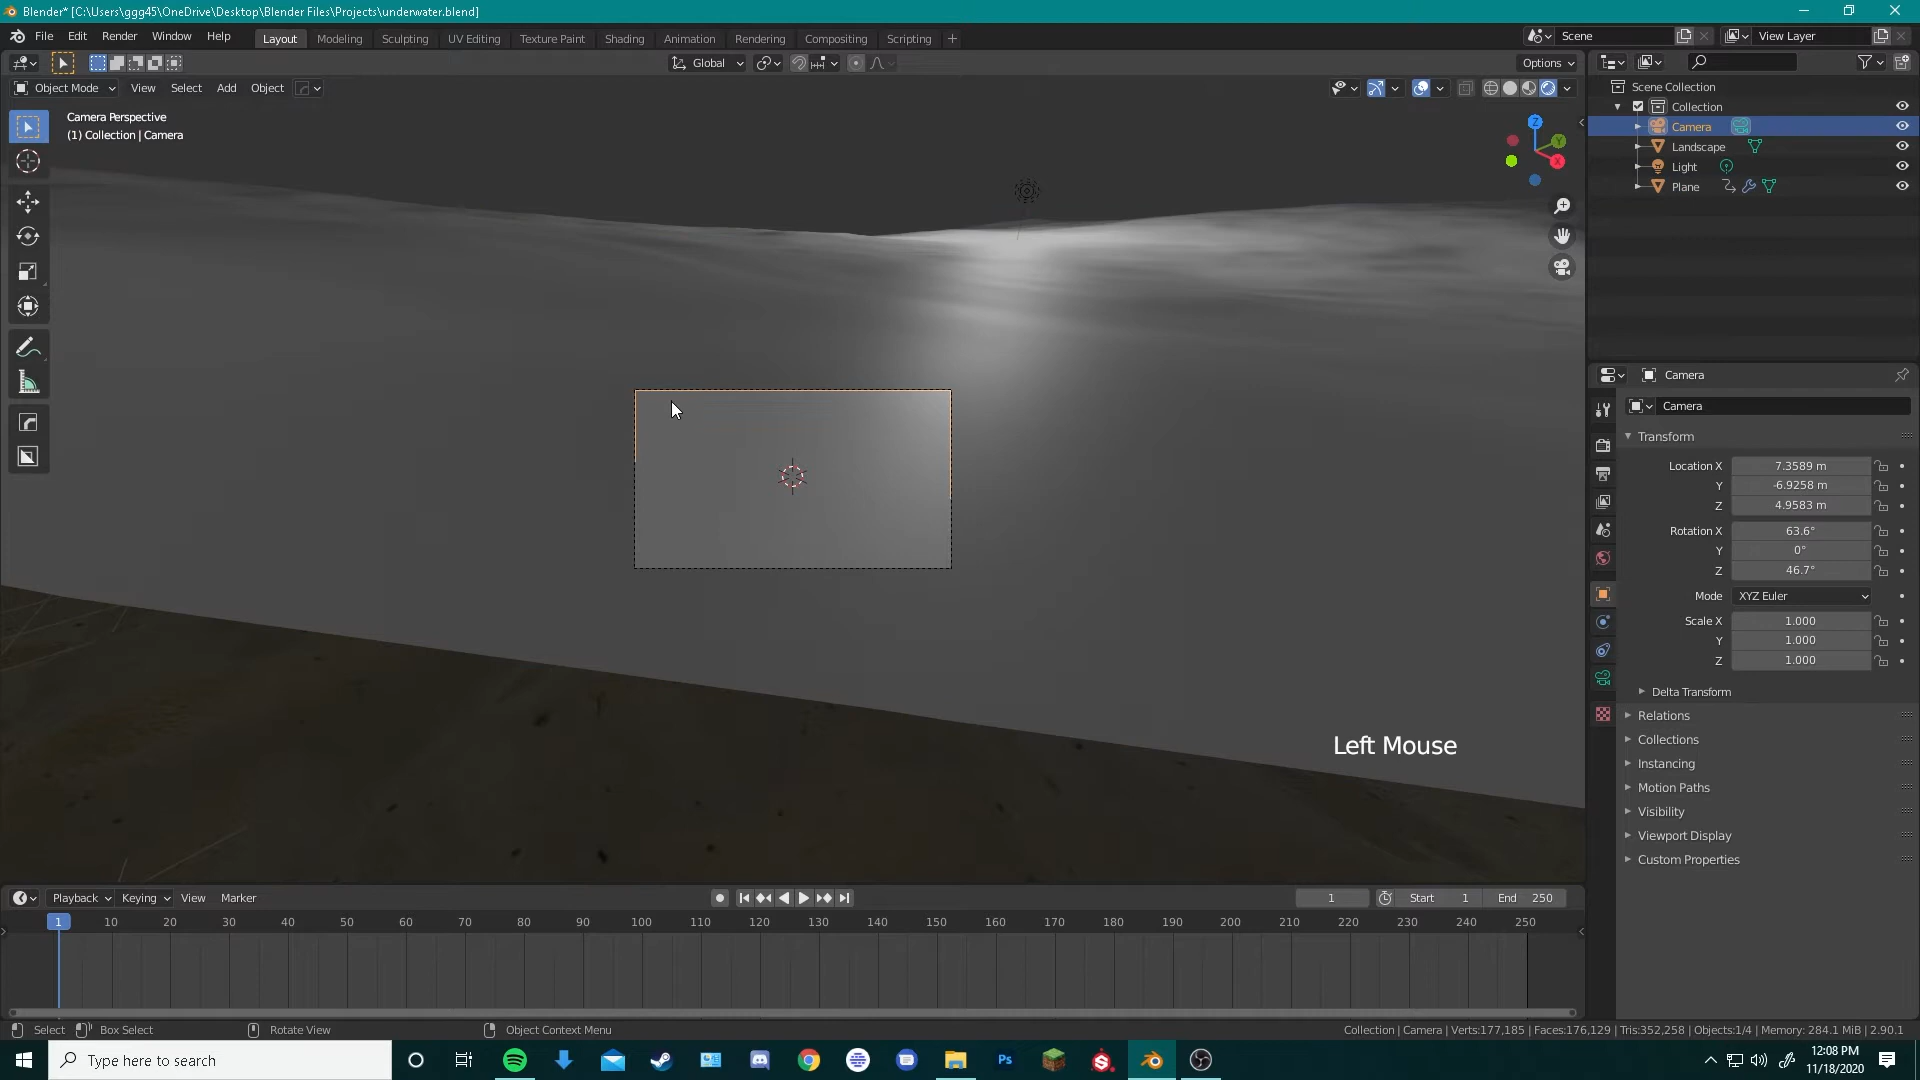 Blender* [C:\Users\ggg45\OneDrive\Desktop\Blender Files\Projects\underwater.blend]
File Edit Render Window Help
Layout Modeling Sculpting UV Editing Texture Paint Shading Animation Rendering Compositing Scripting +
Scene
View Layer
Global
Options
Object Mode View Select Add Object
Camera Perspective
(1) Collection | Camera
Z
Y
X
Scene Collection
Collection
Camera
Landscape
Light
Plane
Camera
Camera
Transform
Location X 7.3589 m
Y -6.9258 m
Z 4.9583 m
Rotation X 63.6°
Y 0°
Z 46.7°
Mode XYZ Euler
Scale X 1.000
Y 1.000
Z 1.000
Delta Transform
Relations
Collections
Instancing
Motion Paths
Visibility
Viewport Display
Custom Properties
Left Mouse
Playback Keying View Marker
1
Start 1
End 250
1 10 20 30 40 50 60 70 80 90 100 110 120 130 140 150 160 170 180 190 200 210 220 230 240 250
Select Box Select Rotate View Object Context Menu
Collection | Camera | Verts:177,185 | Faces:176,129 | Tris:352,258 | Objects:1/4 | Memory: 284.1 MiB | 2.90.1
Type here to search
Ps
12:08 PM
11/18/2020